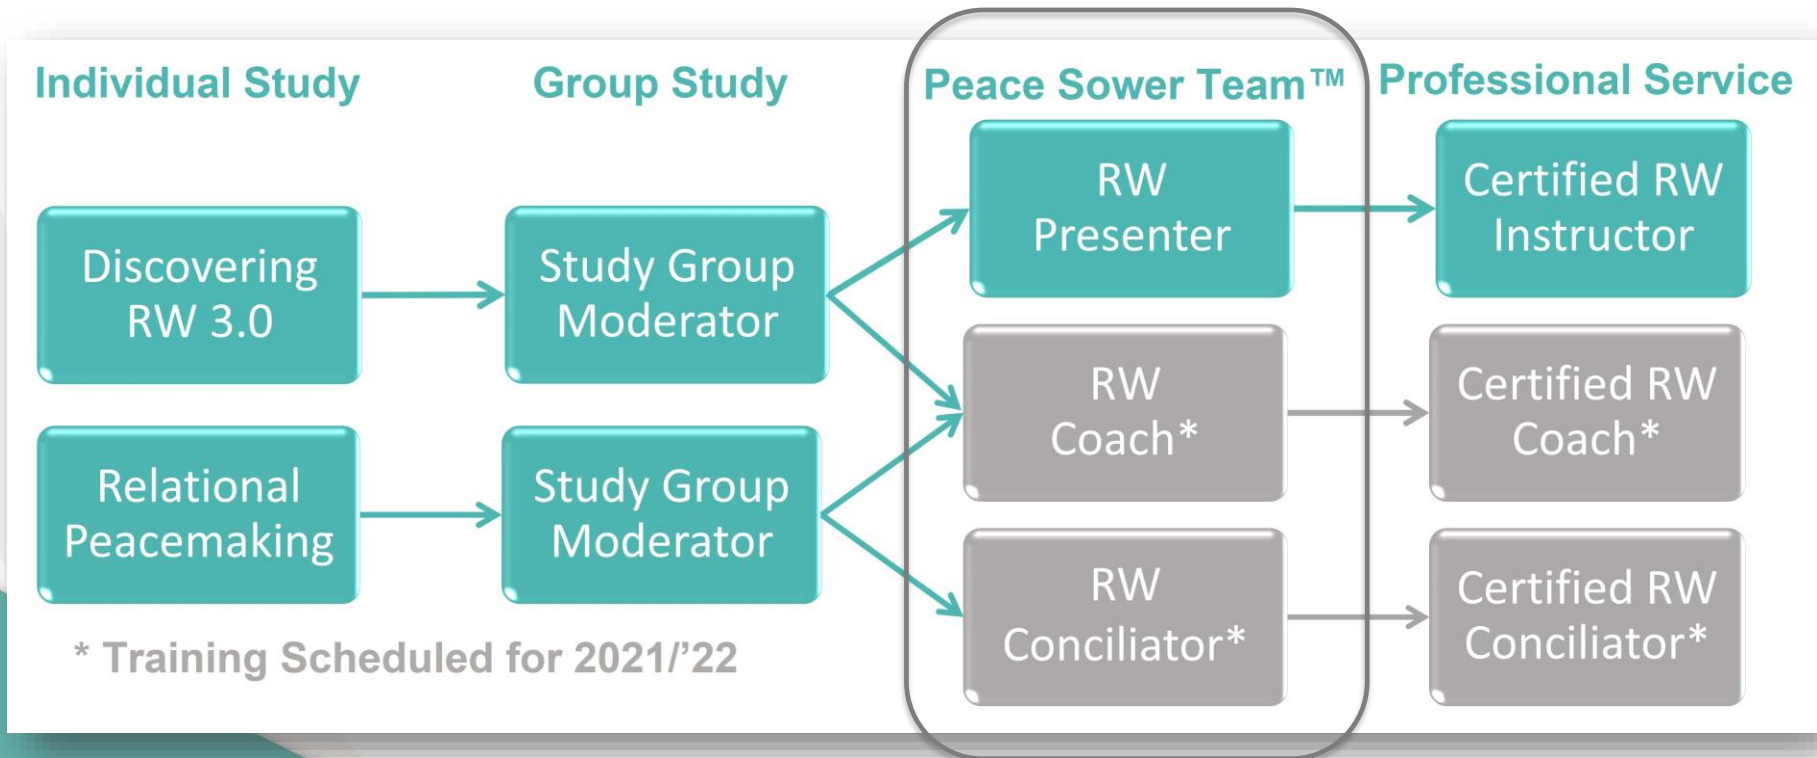 Individual Study
Group Study
Peace Sower Team™
Professional Service
Discovering
RW 3.0
Study Group
Moderator
RW
Presenter
Certified RW
Instructor
RW
Coach*
Certified RW
Coach*
Relational
Peacemaking
Study Group
Moderator
RW
Conciliator*
Certified RW
Conciliator*
* Training Scheduled for 2021/’22